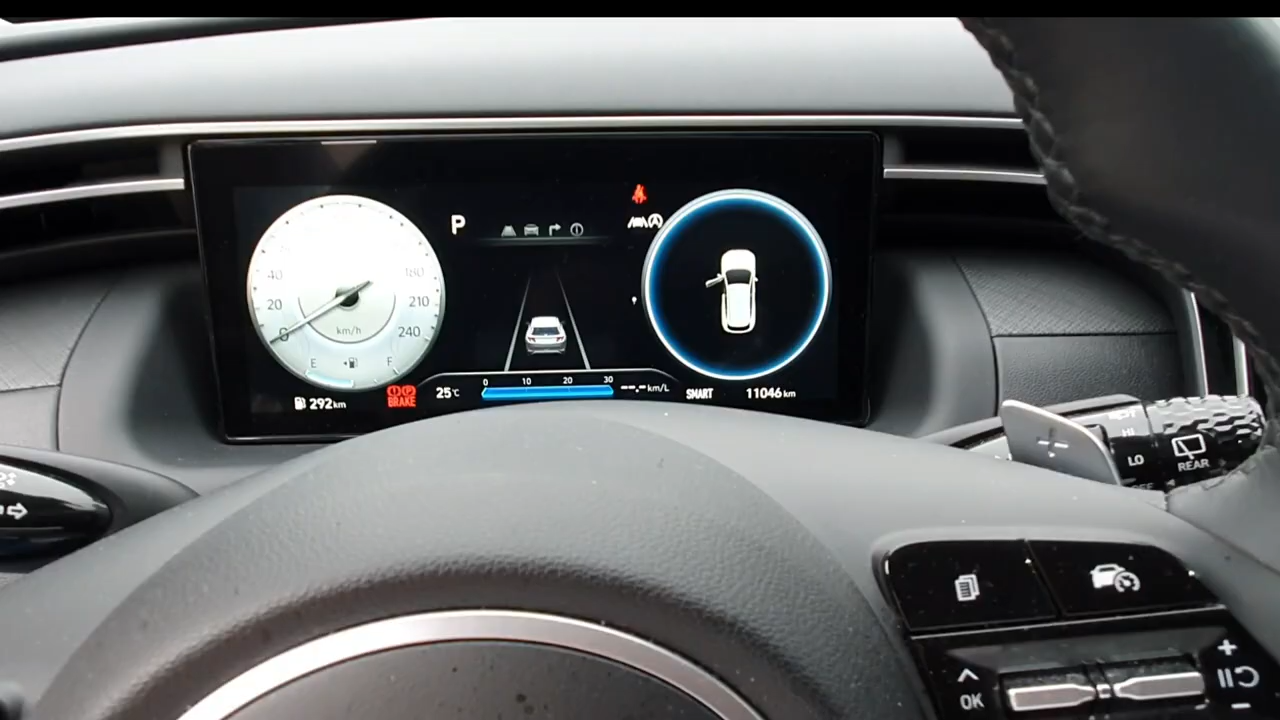 P
40
180
20
210
0
240
km/h
E
F
292km
BRAKE
25°C
0 10 20 30
--.- km/L
SMART
11046 km
HI
LO
REAR
OK
+
-